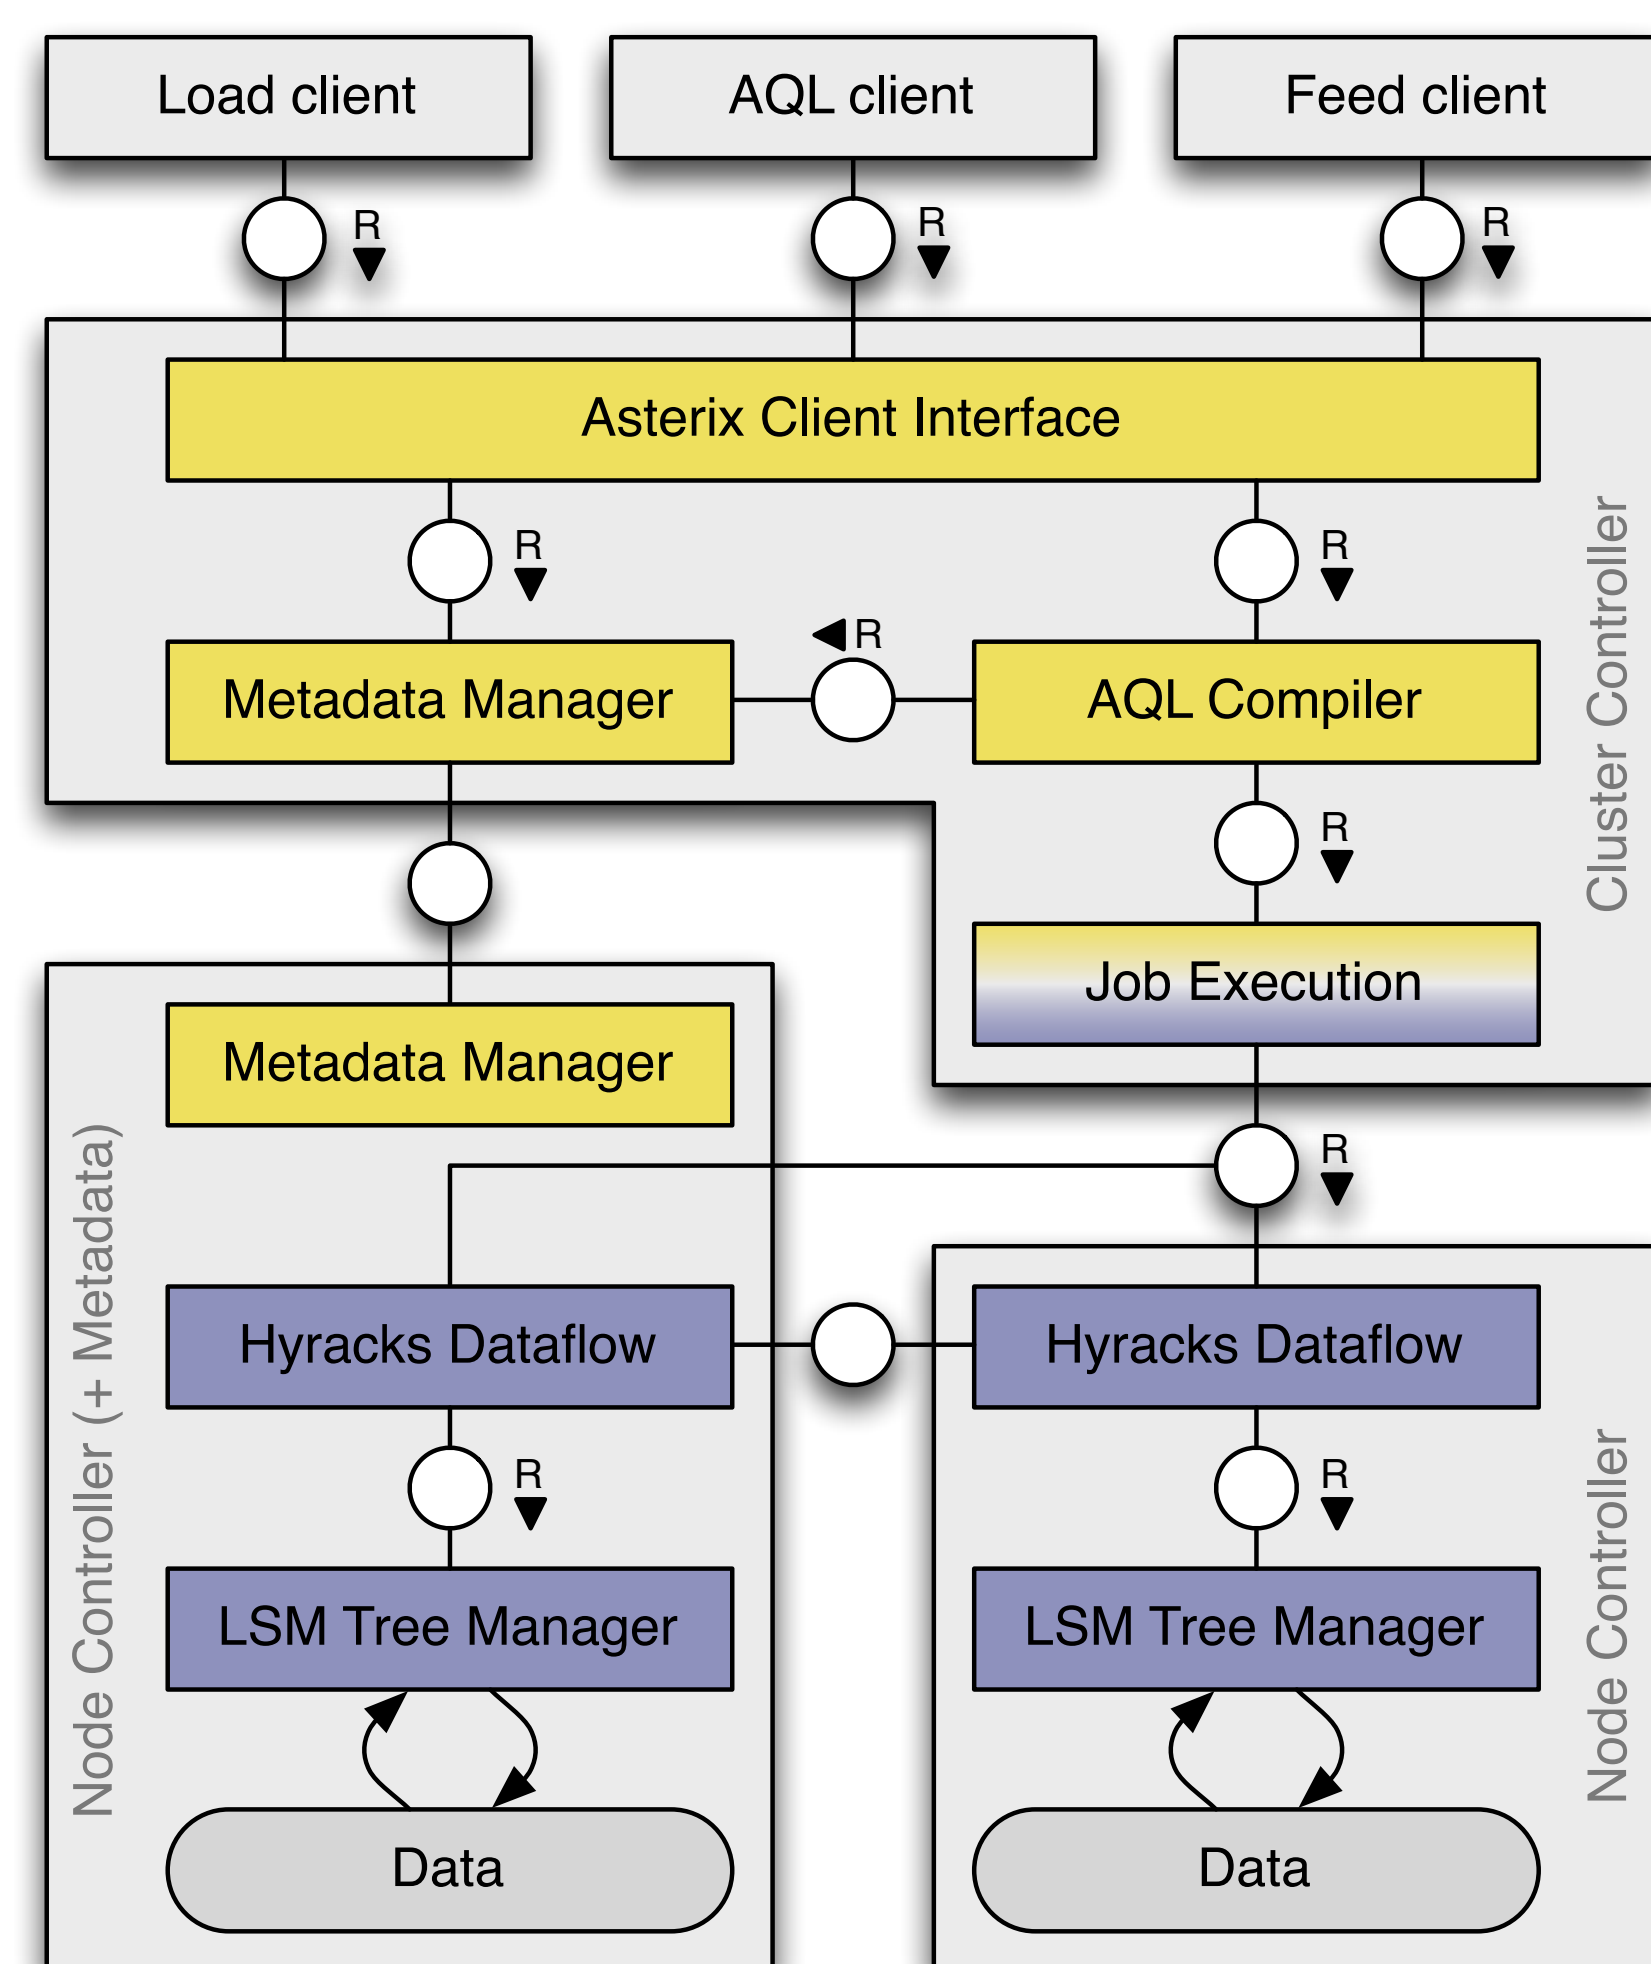 Load client
AQL client
Feed client
R
R
R
Asterix Client Interface
R
R
R
Metadata Manager
AQL Compiler
Cluster Controller
R
Job Execution
Metadata Manager
R
Node Controller (+ Metadata)
Hyracks Dataflow
Hyracks Dataflow
R
R
LSM Tree Manager
LSM Tree Manager
Node Controller
Data
Data